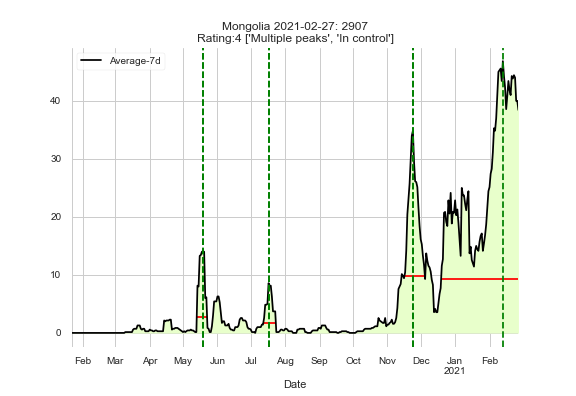 Mongolia 2021-02-27: 2907
Rating:4 ['Multiple peaks', 'In control']
Average-7d
40
30
20
10
0
Feb Mar Apr May Jun Jul Aug Sep Oct Nov Dec Jan Feb
2021
Date